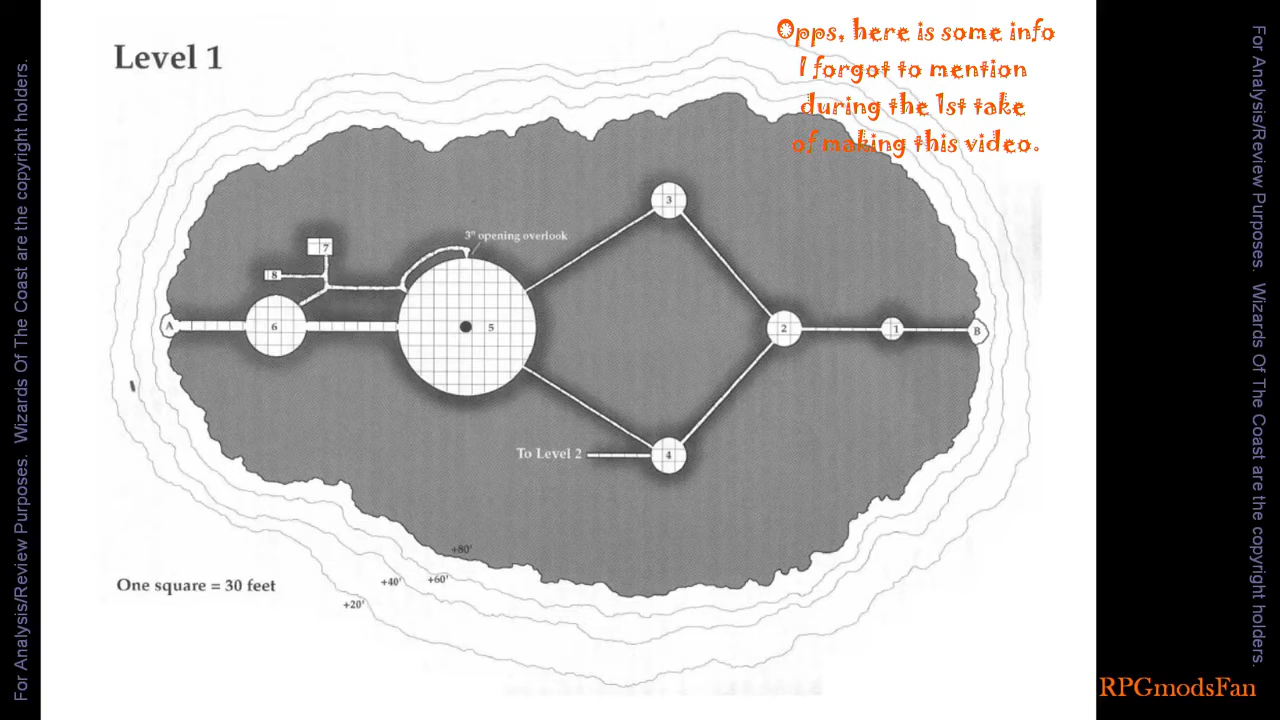 For Analysis/Review Purposes.  Wizards Of The Coast are the copyright holders.
Level 1
Opps, here is some info
I forgot to mention
during the 1st take
of making this video.
3" opening overlook
3
7
8
A
6
5
2
1
B
To Level 2
4
+80'
+60'
+40'
+20'
One square = 30 feet
For Analysis/Review Purposes.  Wizards Of The Coast are the copyright holders.
RPGmodsFan